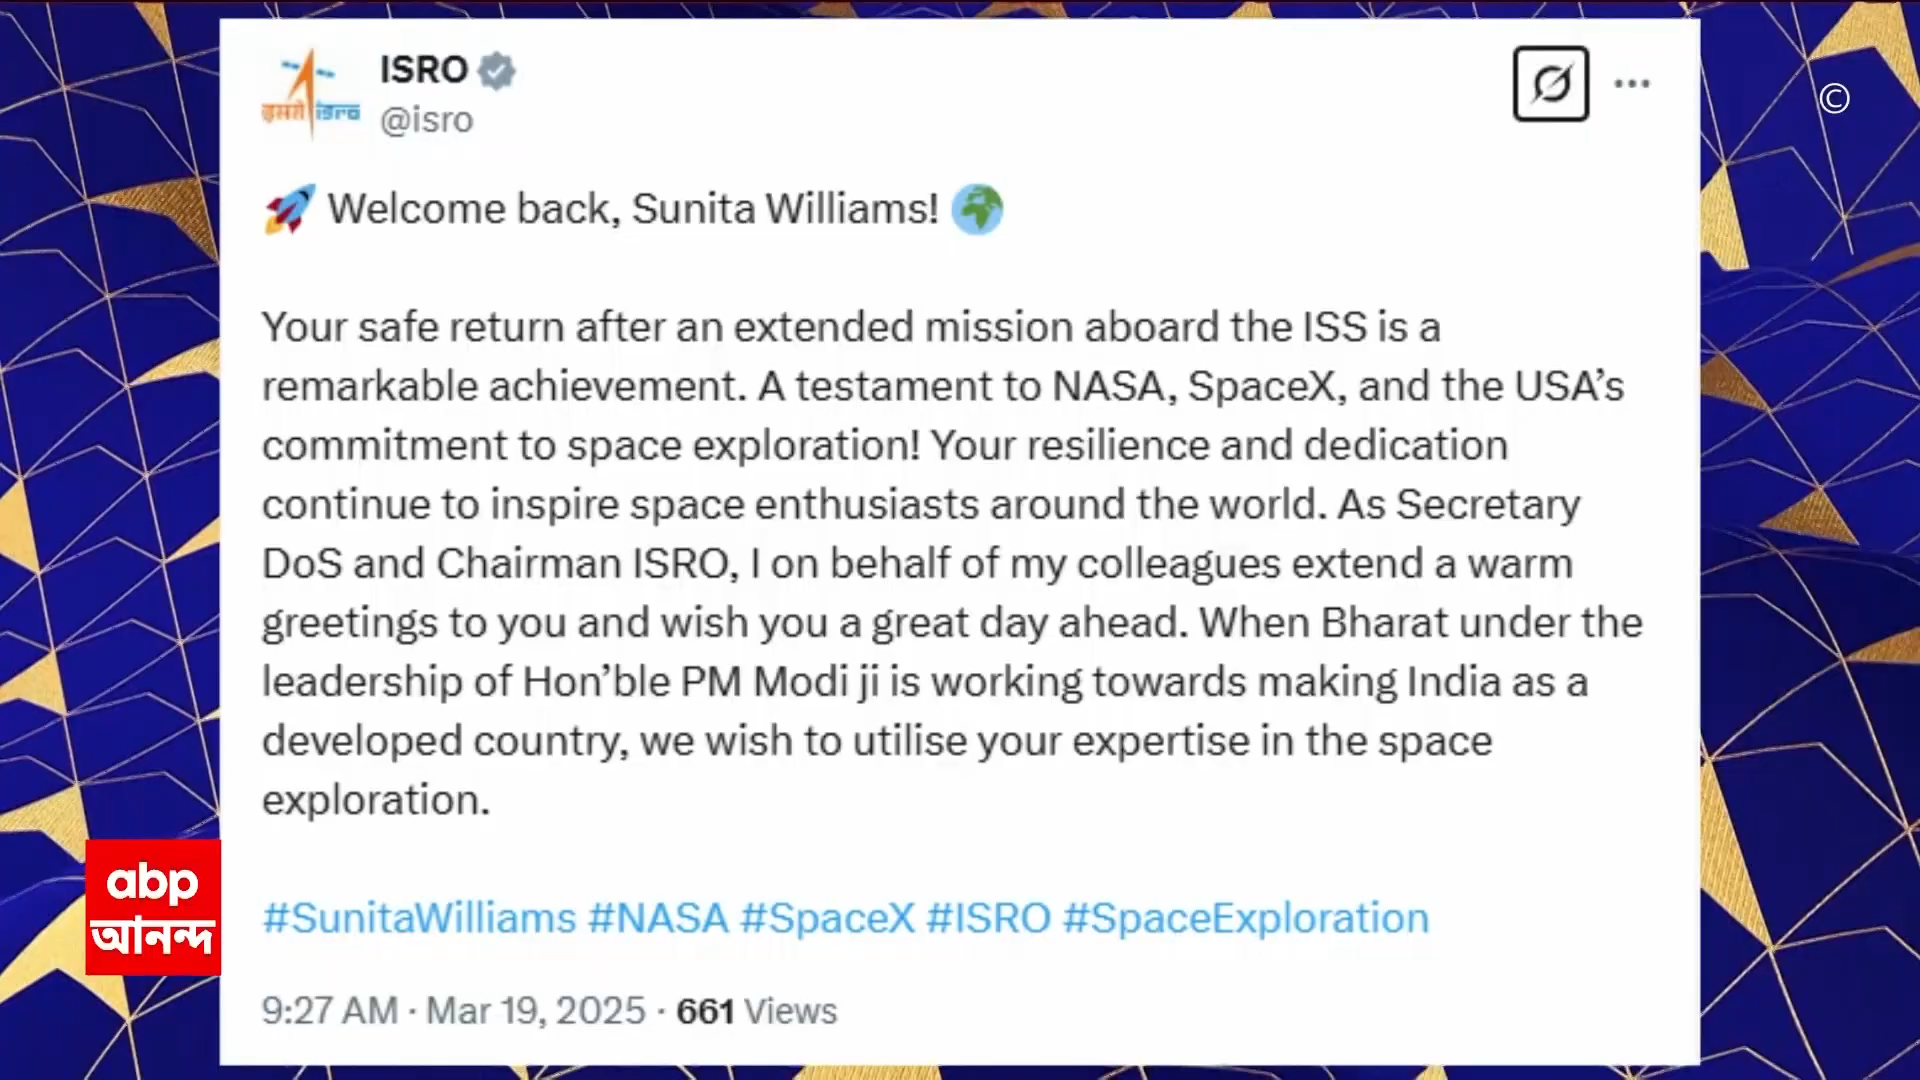 ISRO
@isro
इसरो isro
©
🚀 Welcome back, Sunita Williams! 🌍
Your safe return after an extended mission aboard the ISS is a
remarkable achievement. A testament to NASA, SpaceX, and the USA’s
commitment to space exploration! Your resilience and dedication
continue to inspire space enthusiasts around the world. As Secretary
DoS and Chairman ISRO, I on behalf of my colleagues extend a warm
greetings to you and wish you a great day ahead. When Bharat under the
leadership of Hon’ble PM Modi ji is working towards making India as a
developed country, we wish to utilise your expertise in the space
exploration.
abp
আনন্দ
#SunitaWilliams #NASA #SpaceX #ISRO #SpaceExploration
9:27 AM · Mar 19, 2025 · 661 Views